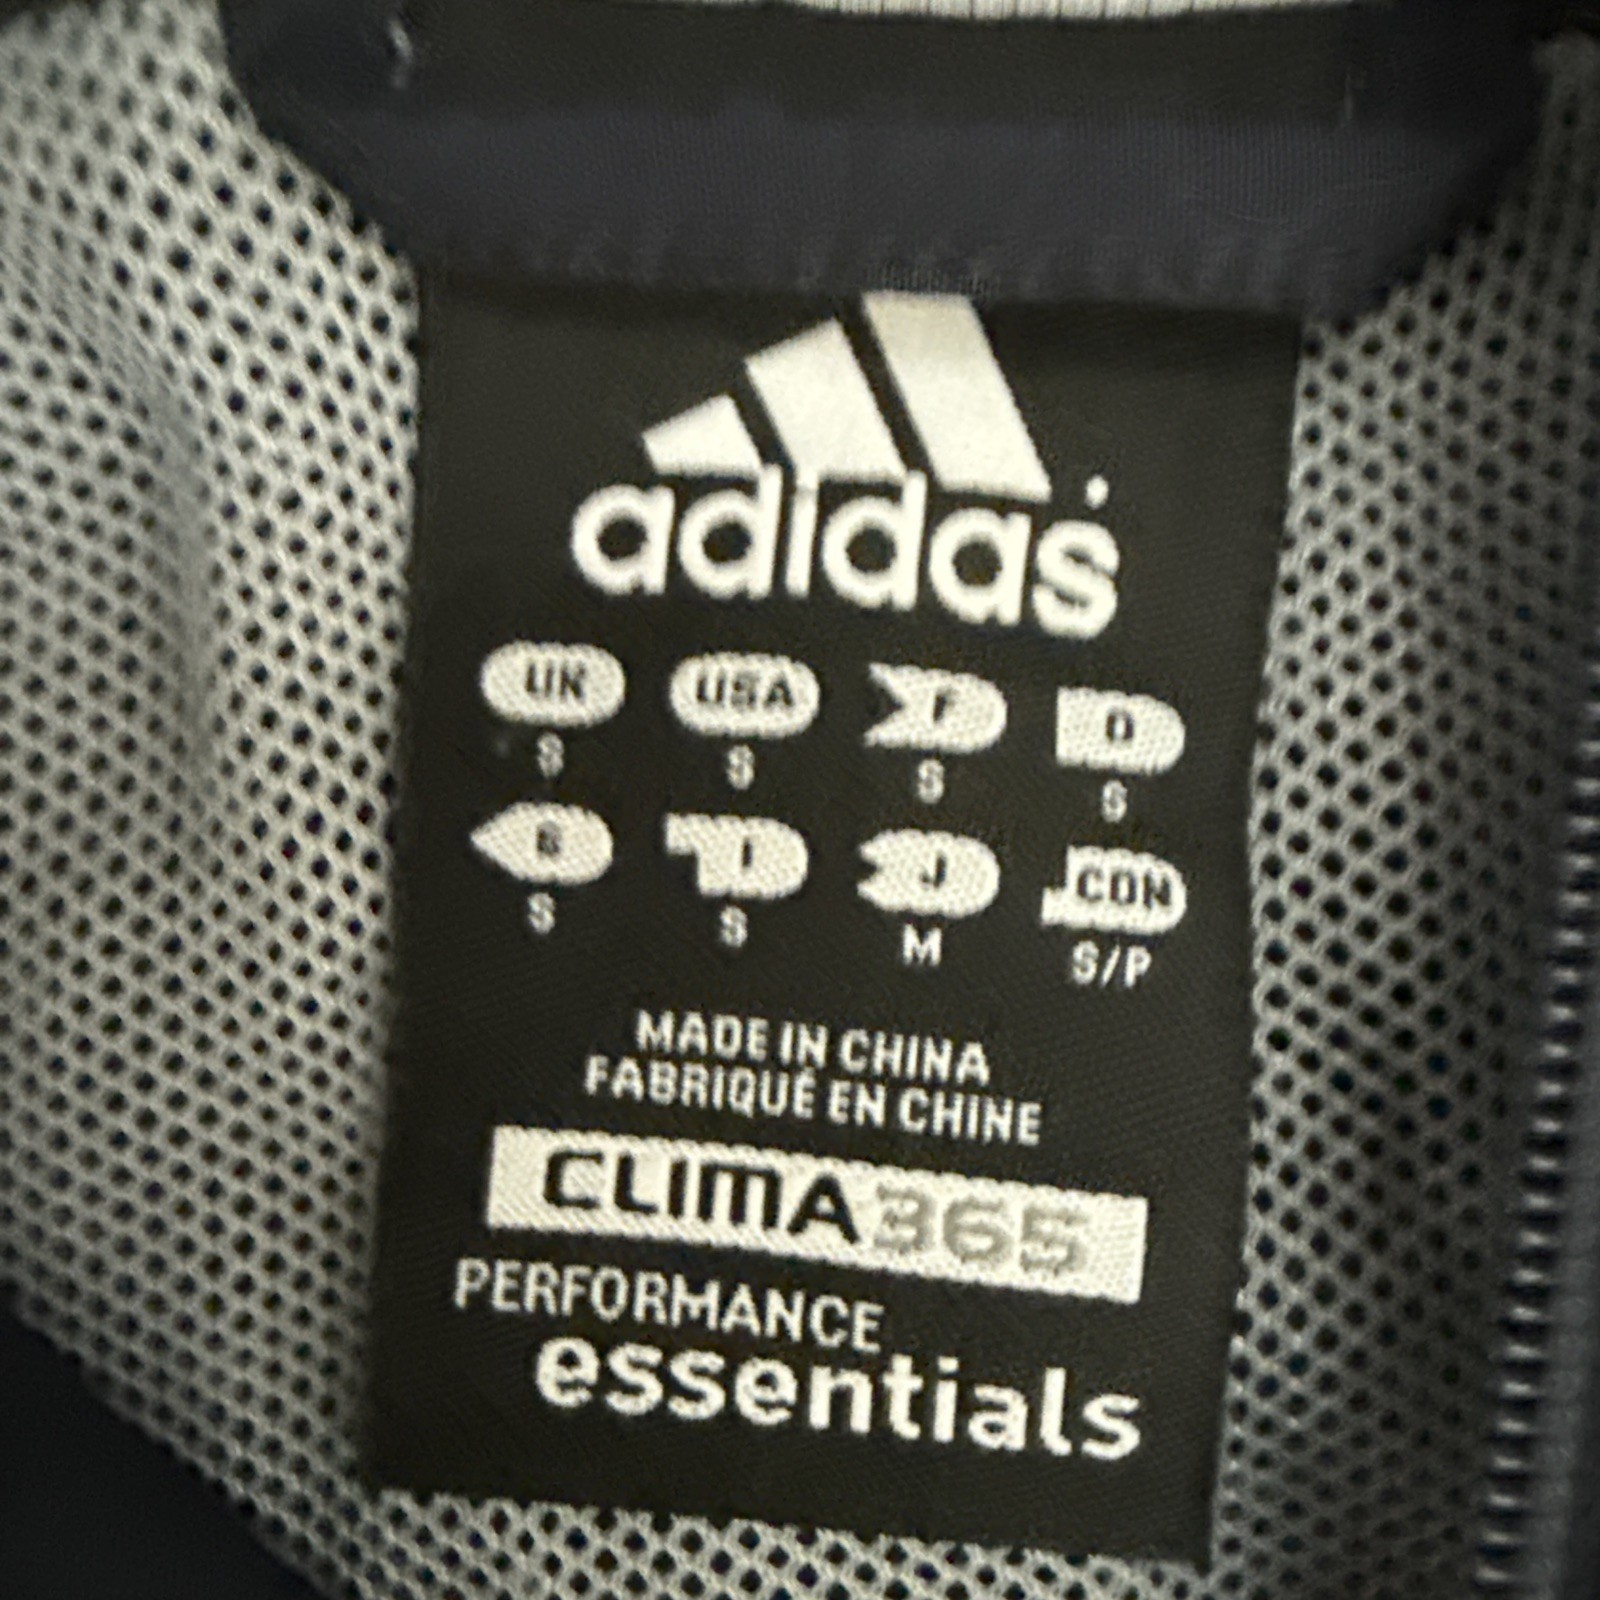 adidas
UK USA F D
S S S S
G I J CDN
S S M S/P
MADE IN CHINA
FABRIQUÉ EN CHINE
CLIMA365
PERFORMANCE
essentials